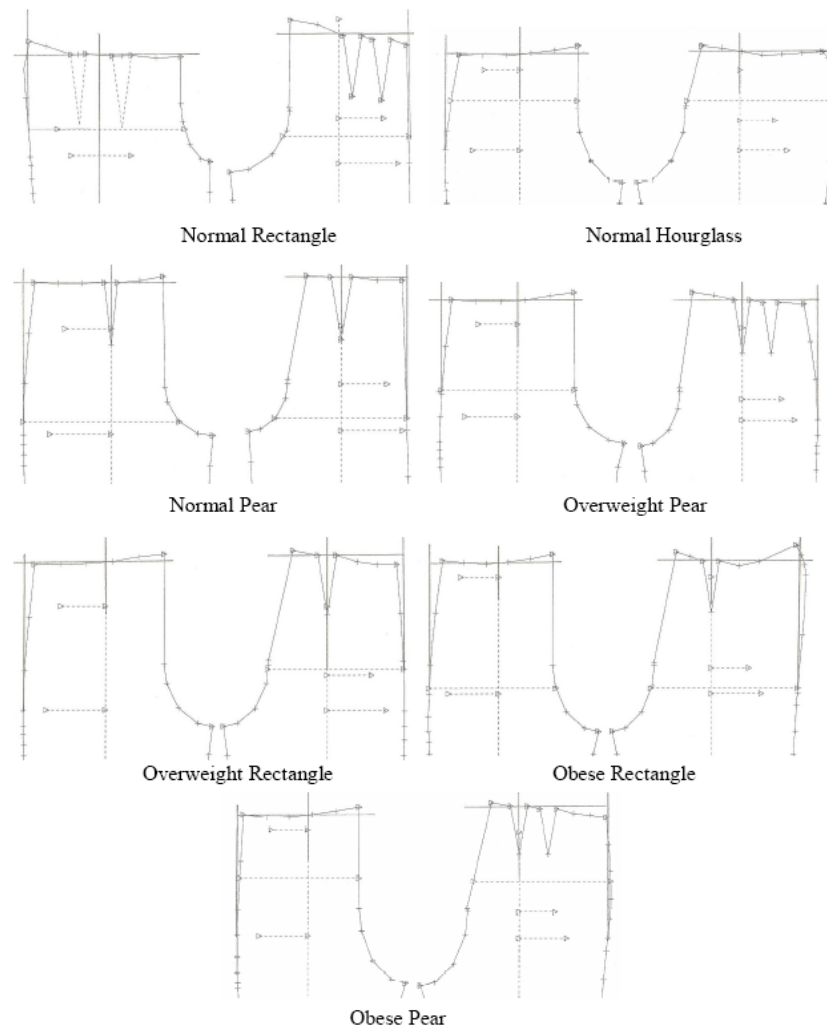 Normal Rectangle
Normal Hourglass
Normal Pear
Overweight Pear
Overweight Rectangle
Obese Rectangle
Obese Pear